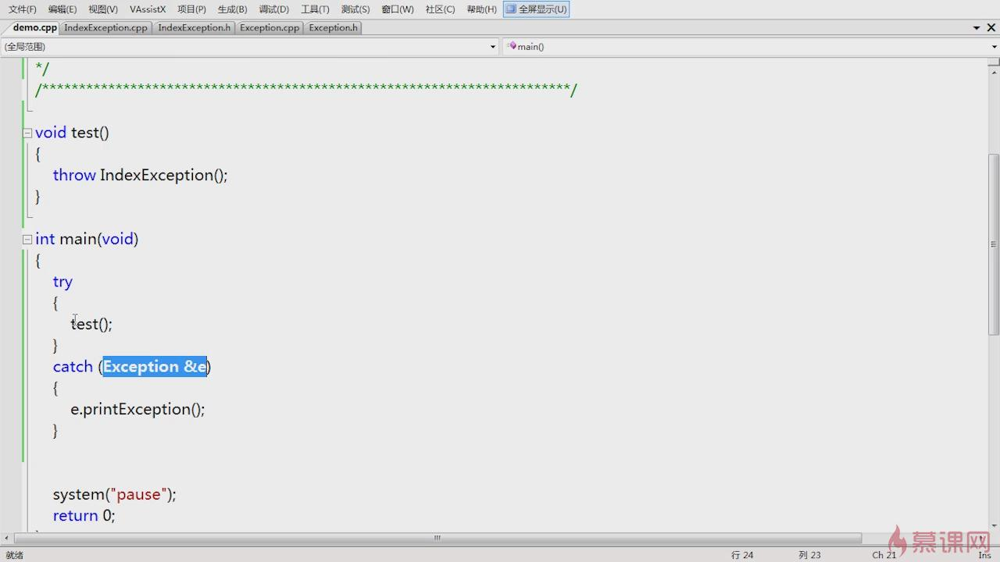 文件(F) 编辑(E) 视图(V) VAssistX 项目(P) 生成(B) 调试(D) 工具(T) 测试(S) 窗口(W) 社区(C) 帮助(H) 全屏显示(U)
demo.cpp IndexException.cpp IndexException.h Exception.cpp Exception.h
(全局范围) main()
*/
/*************************************************************************/
void test()
{
throw IndexException();
}
int main(void)
{
try
{
test();
}
catch (Exception &e)
{
e.printException();
}
system("pause");
return 0;
慕课网
就绪 行 24 列 23 Ch 21 Ins